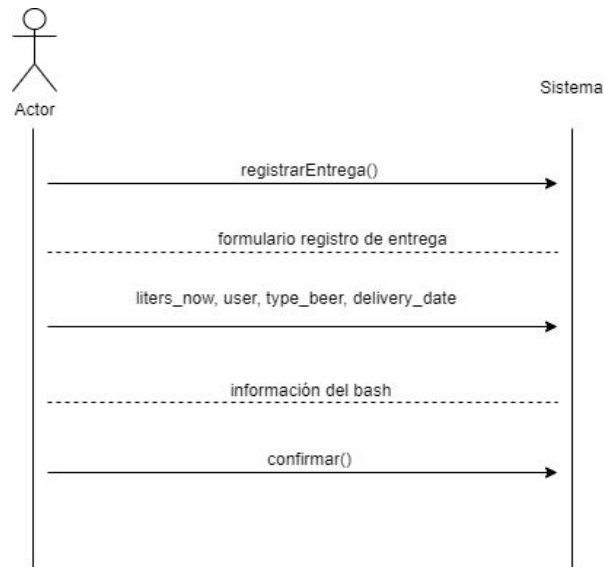 Actor
Sistema
registrarEntrega()
formulario registro de entrega
liters_now, user, type_beer, delivery_date
información del bash
confirmar()